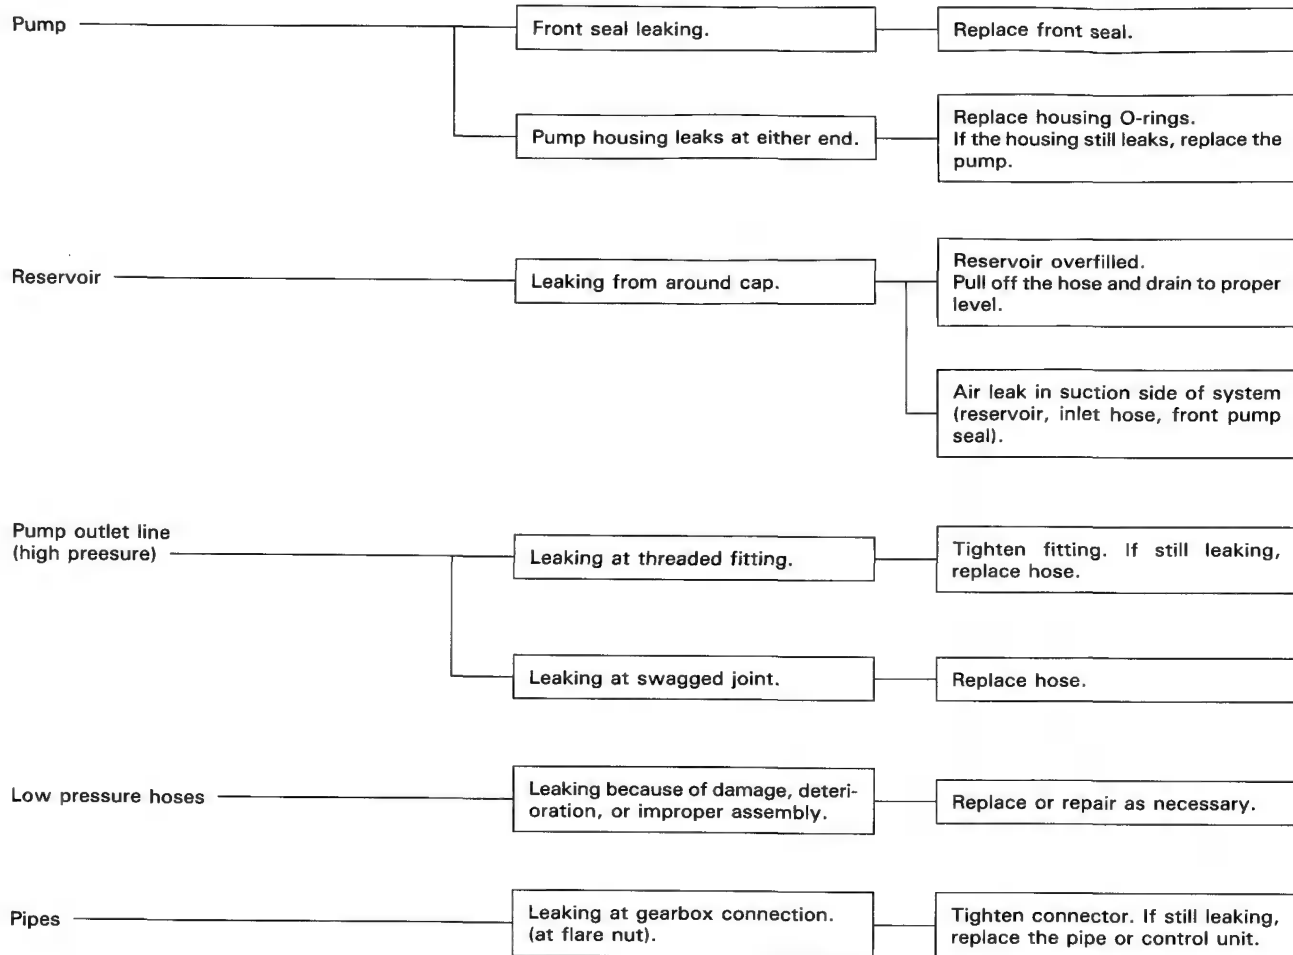 Pump
Front seal leaking.
Replace front seal.
Pump housing leaks at either end.
Replace housing O-rings.
If the housing still leaks, replace the
pump.
Reservoir
Leaking from around cap.
Reservoir overfilled.
Pull off the hose and drain to proper
level.
Air leak in suction side of system
(reservoir, inlet hose, front pump
seal).
Pump outlet line
(high preesure)
Leaking at threaded fitting.
Tighten fitting. If still leaking,
replace hose.
Leaking at swagged joint.
Replace hose.
Low pressure hoses
Leaking because of damage, deteri-
oration, or improper assembly.
Replace or repair as necessary.
Pipes
Leaking at gearbox connection.
(at flare nut).
Tighten connector. If still leaking,
replace the pipe or control unit.